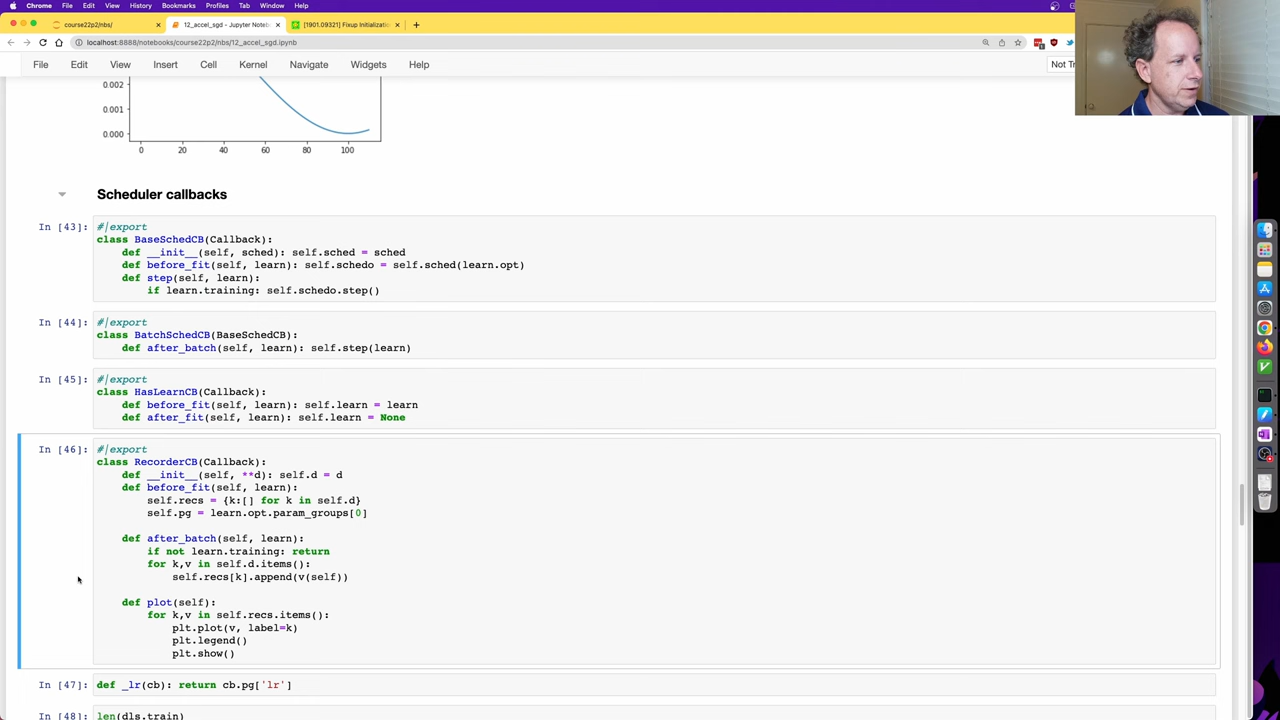 Chrome File Edit View History Bookmarks Profiles Tab Window Help
course22p2/nbs/
12_accel_sgd - Jupyter Noteb
[1901.09321] Fixup Initializatio
localhost:8888/notebooks/course22p2/nbs/12_accel_sgd.ipynb
File Edit View Insert Cell Kernel Navigate Widgets Help
Not Tr
0.002
0.001
0.000
0 20 40 60 80 100
Scheduler callbacks
In [43]: #|export
class BaseSchedCB(Callback):
    def __init__(self, sched): self.sched = sched
    def before_fit(self, learn): self.schedo = self.sched(learn.opt)
    def step(self, learn):
        if learn.training: self.schedo.step()
In [44]: #|export
class BatchSchedCB(BaseSchedCB):
    def after_batch(self, learn): self.step(learn)
In [45]: #|export
class HasLearnCB(Callback):
    def before_fit(self, learn): self.learn = learn
    def after_fit(self, learn): self.learn = None
In [46]: #|export
class RecorderCB(Callback):
    def __init__(self, **d): self.d = d
    def before_fit(self, learn):
        self.recs = {k:[] for k in self.d}
        self.pg = learn.opt.param_groups[0]
    def after_batch(self, learn):
        if not learn.training: return
        for k,v in self.d.items():
            self.recs[k].append(v(self))
    def plot(self):
        for k,v in self.recs.items():
            plt.plot(v, label=k)
            plt.legend()
            plt.show()
In [47]: def _lr(cb): return cb.pg['lr']
In [48]: len(dls.train)